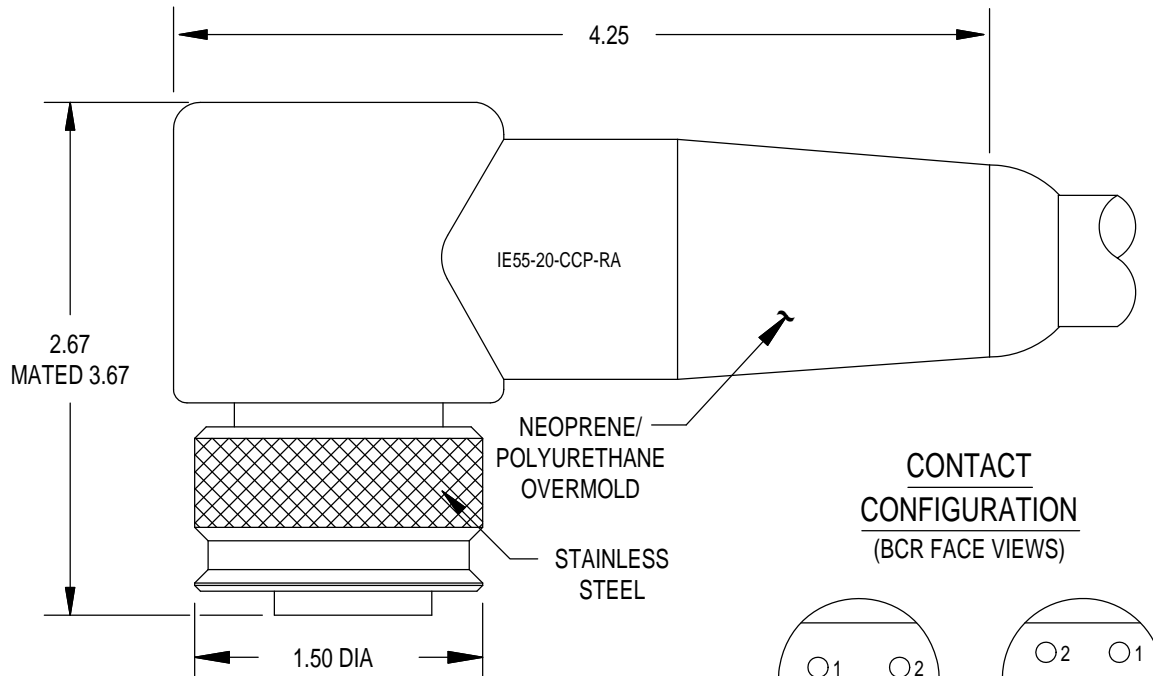 4.25
IE55-20-CCP-RA
2.67
MATED 3.67
NEOPRENE/
POLYURETHANE
OVERMOLD
STAINLESS
STEEL
1.50 DIA
CONTACT
CONFIGURATION
(BCR FACE VIEWS)
1 2
2 1